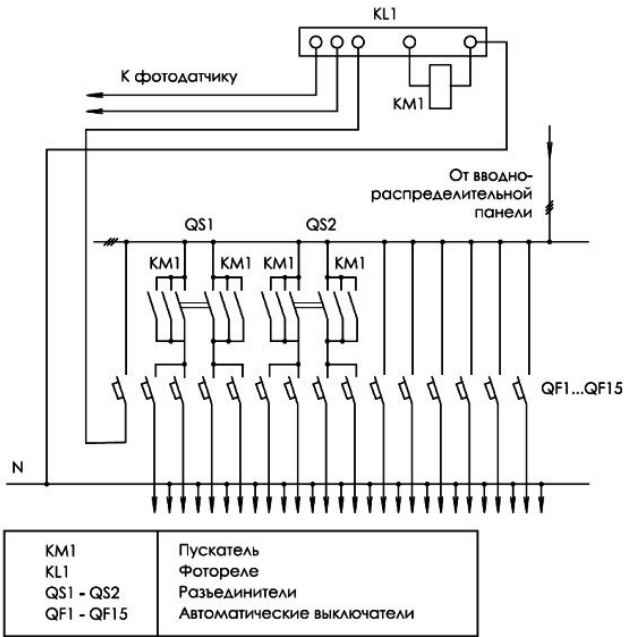 KL1
К фотодатчику
KM1
От вводно-
распределительной
панели
QS1 QS2
KM1 KM1 KM1 KM1
QF1...QF15
N
KM1 Пускатель
KL1 Фотореле
QS1 - QS2 Разъединители
QF1 - QF15 Автоматические выключатели